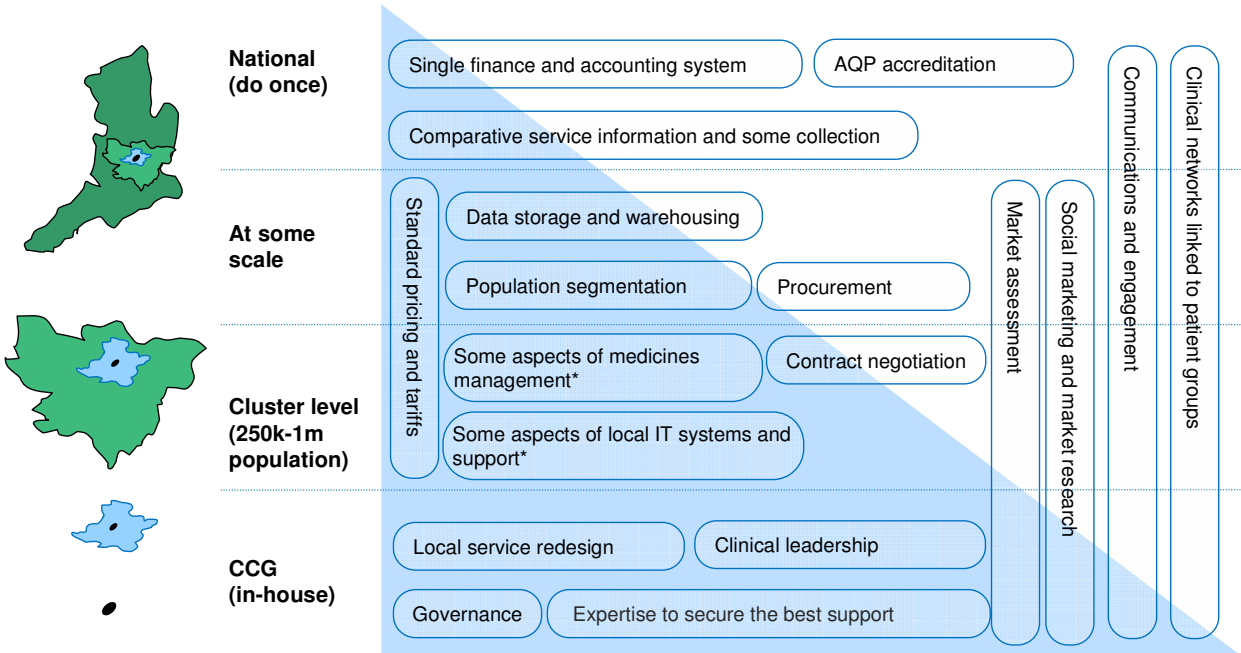 National
(do once)
Single finance and accounting system
AQP accreditation
Comparative service information and some collection
Communications and engagement
Clinical networks linked to patient groups
At some
scale
Standard pricing and tariffs
Data storage and warehousing
Population segmentation
Procurement
Market assessment
Social marketing and market research
Cluster level
(250k-1m
population)
Some aspects of medicines
management*
Contract negotiation
Some aspects of local IT systems and
support*
CCG
(in-house)
Local service redesign
Clinical leadership
Governance
Expertise to secure the best support